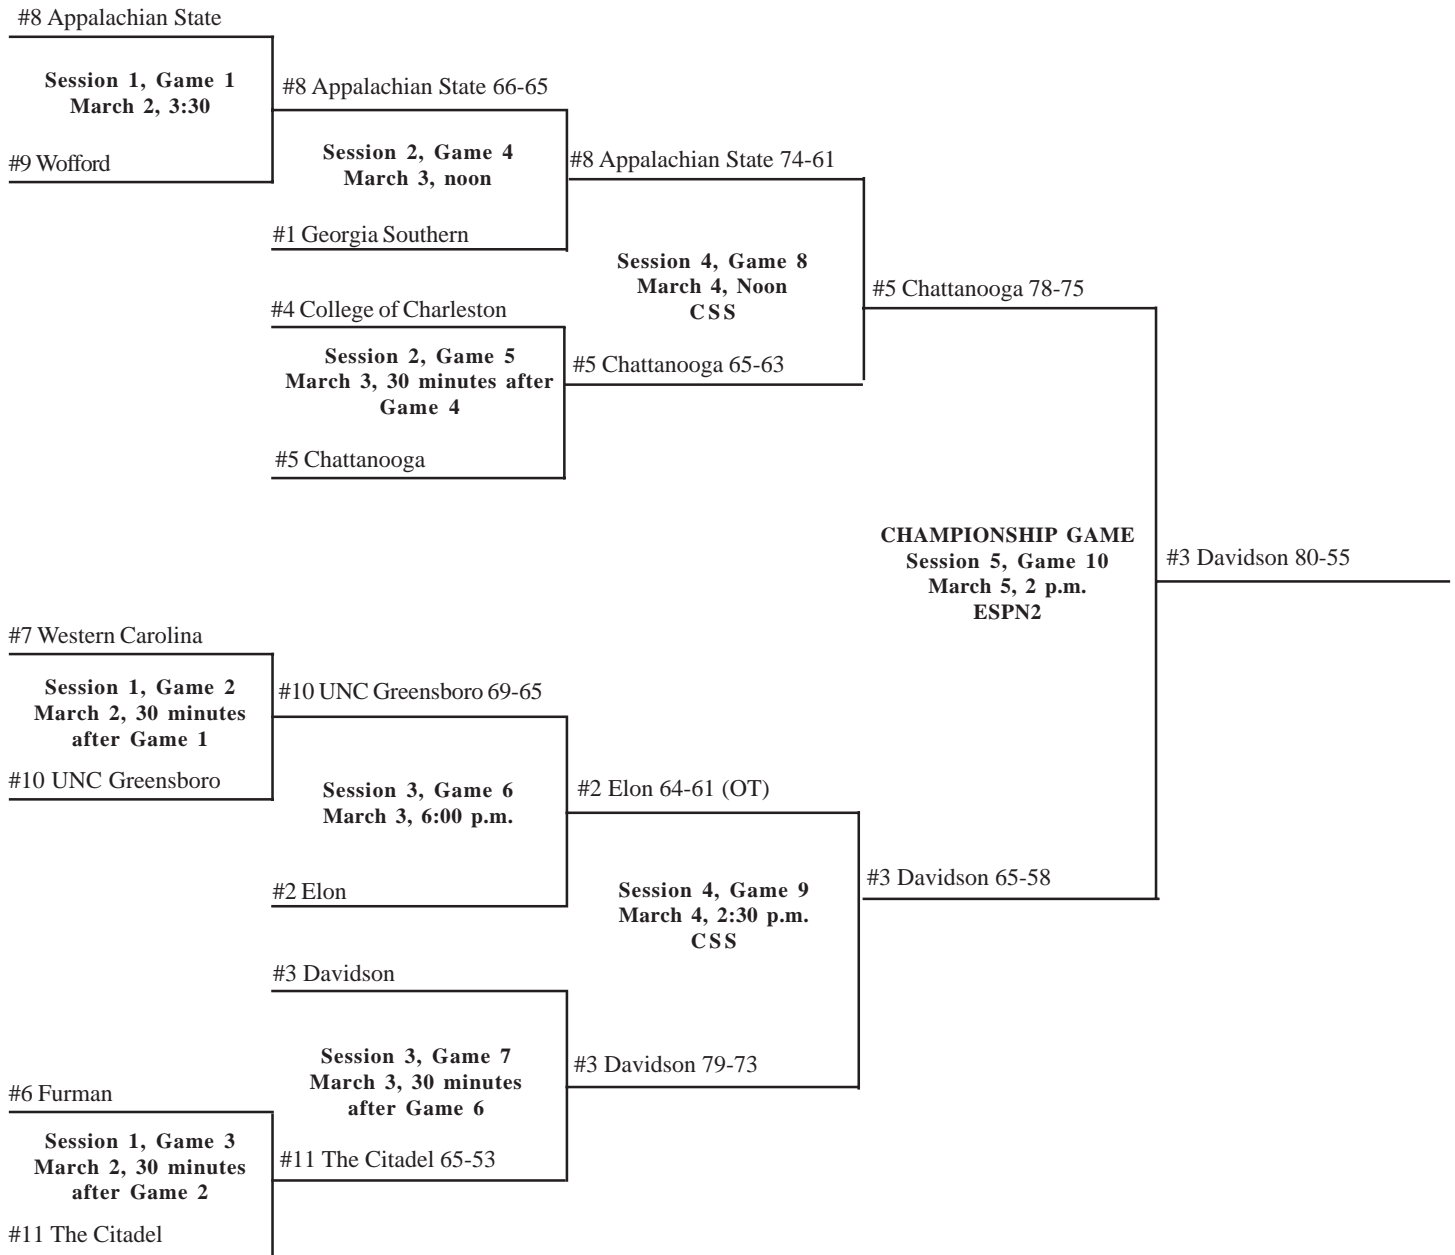 #8 Appalachian State
Session 1, Game 1
March 2, 3:30
#9 Wofford
#8 Appalachian State 66-65
Session 2, Game 4
March 3, noon
#1 Georgia Southern
#8 Appalachian State 74-61
#4 College of Charleston
Session 2, Game 5
March 3, 30 minutes after
Game 4
#5 Chattanooga
#5 Chattanooga 65-63
Session 4, Game 8
March 4, Noon
CSS
#5 Chattanooga 78-75
CHAMPIONSHIP GAME
Session 5, Game 10
March 5, 2 p.m.
ESPN2
#3 Davidson 80-55
#7 Western Carolina
Session 1, Game 2
March 2, 30 minutes
after Game 1
#10 UNC Greensboro
#10 UNC Greensboro 69-65
Session 3, Game 6
March 3, 6:00 p.m.
#2 Elon
#2 Elon 64-61 (OT)
Session 4, Game 9
March 4, 2:30 p.m.
CSS
#3 Davidson 65-58
#3 Davidson
Session 3, Game 7
March 3, 30 minutes
after Game 6
#3 Davidson 79-73
#6 Furman
Session 1, Game 3
March 2, 30 minutes
after Game 2
#11 The Citadel
#11 The Citadel 65-53